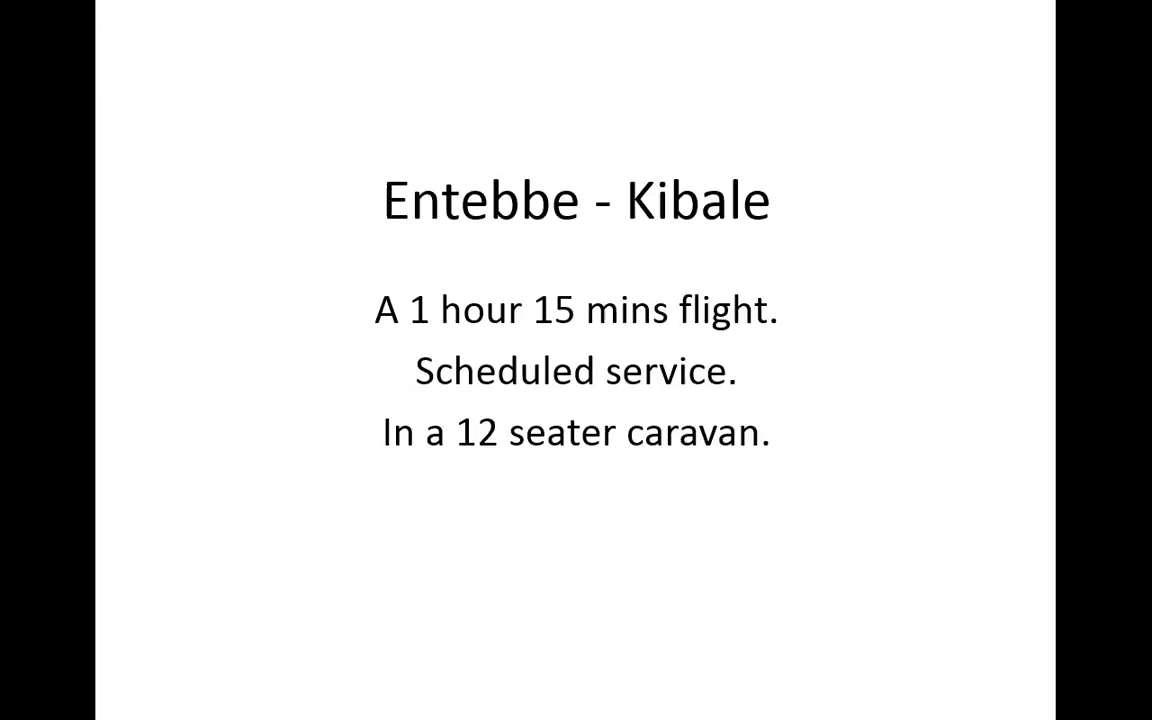 Entebbe - Kibale
A 1 hour 15 mins flight.
Scheduled service.
In a 12 seater caravan.